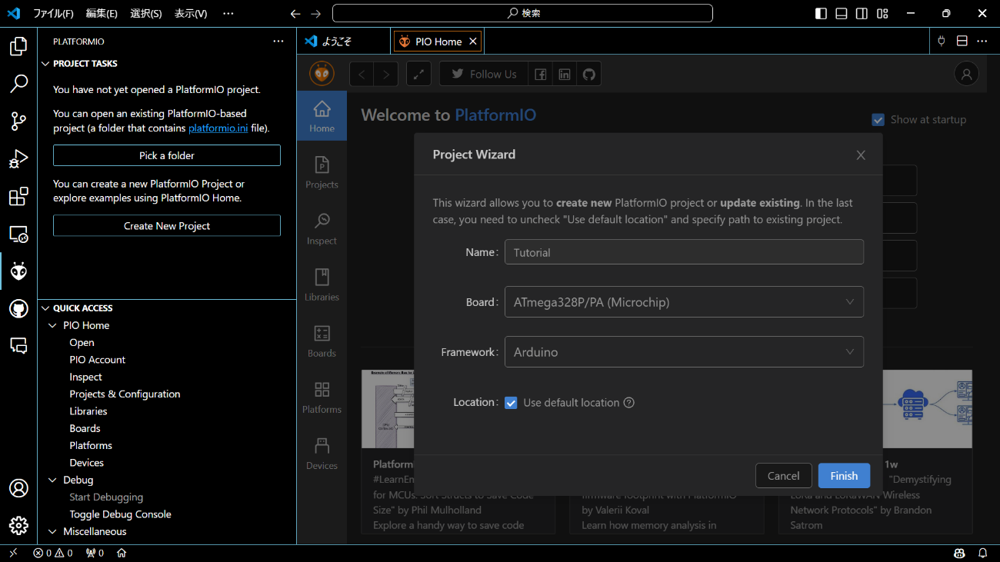 ファイル(F) 編集(E) 選択(S) 表示(V) ··· 検索
PLATFORMIO
PROJECT TASKS
You have not yet opened a PlatformIO project.
You can open an existing PlatformIO-based
project (a folder that contains platformio.ini file).
Pick a folder
You can create a new PlatformIO Project or
explore examples using PlatformIO Home.
Create New Project
QUICK ACCESS
PIO Home
Open
PIO Account
Inspect
Projects & Configuration
Libraries
Boards
Platforms
Devices
Debug
Start Debugging
Toggle Debug Console
Miscellaneous
ようこそ PIO Home
Follow Us
Home
Projects
Inspect
Libraries
Boards
Platforms
Devices
Welcome to PlatformIO
Show at startup
Project Wizard
This wizard allows you to create new PlatformIO project or update existing. In the last
case, you need to uncheck "Use default location" and specify path to existing project.
Name: Tutorial
Board: ATmega328P/PA (Microchip)
Framework: Arduino
Location: Use default location
Cancel Finish
Platform
#LearnEm
for MCUs: Sort Structs to Save Code
Size" by Phil Mulholland
Explore a handy way to save code
firmware footprint with PlatformIO
by Valerii Koval
Learn how memory analysis in
1w
"Demystifying
LoRa and LoRaWAN Wireless
Network Protocols" by Brandon
Satrom
0 0 0